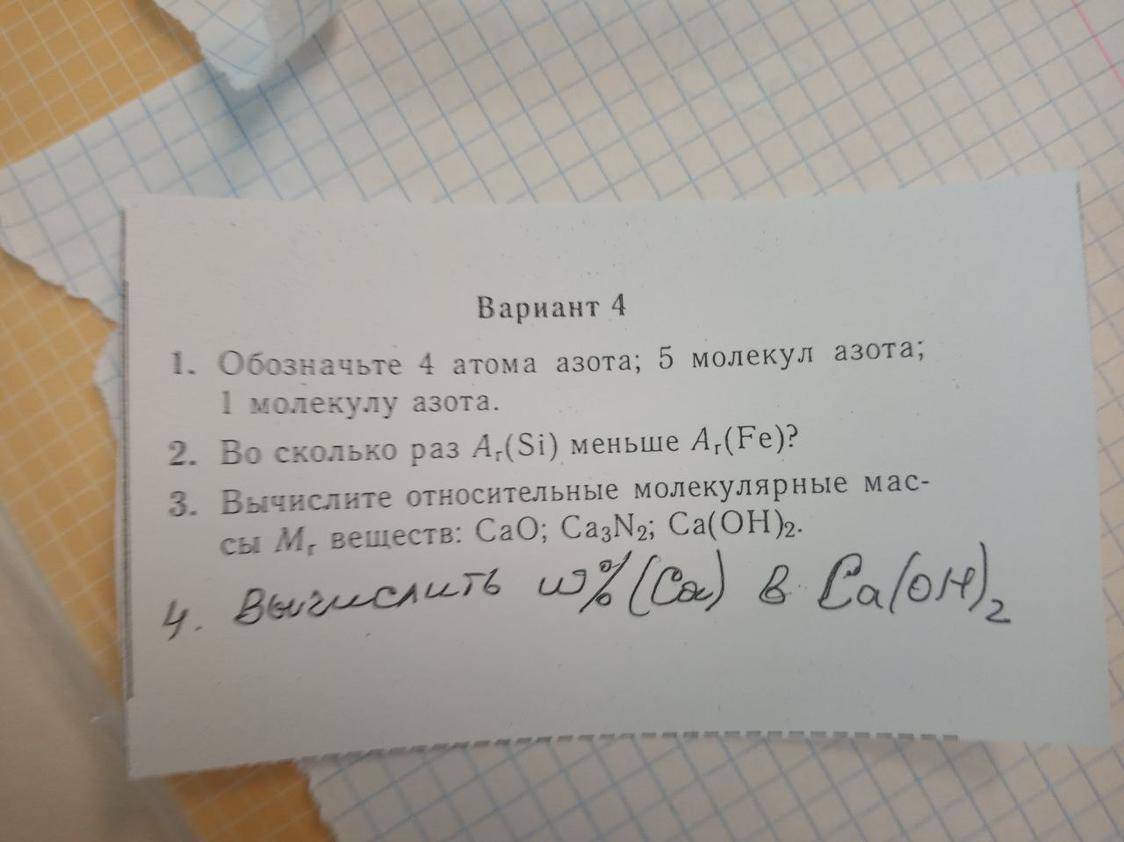 Вариант 4
1. Обозначьте 4 атома азота; 5 молекул азота;
1 молекулу азота.
2. Во сколько раз Aᵣ(Si) меньше Aᵣ(Fe)?
3. Вычислите относительные молекулярные мас-
сы Mᵣ веществ: CaO; Ca₃N₂; Ca(OH)₂.
4. Вычислить w%(Ca) в Ca(OH)₂